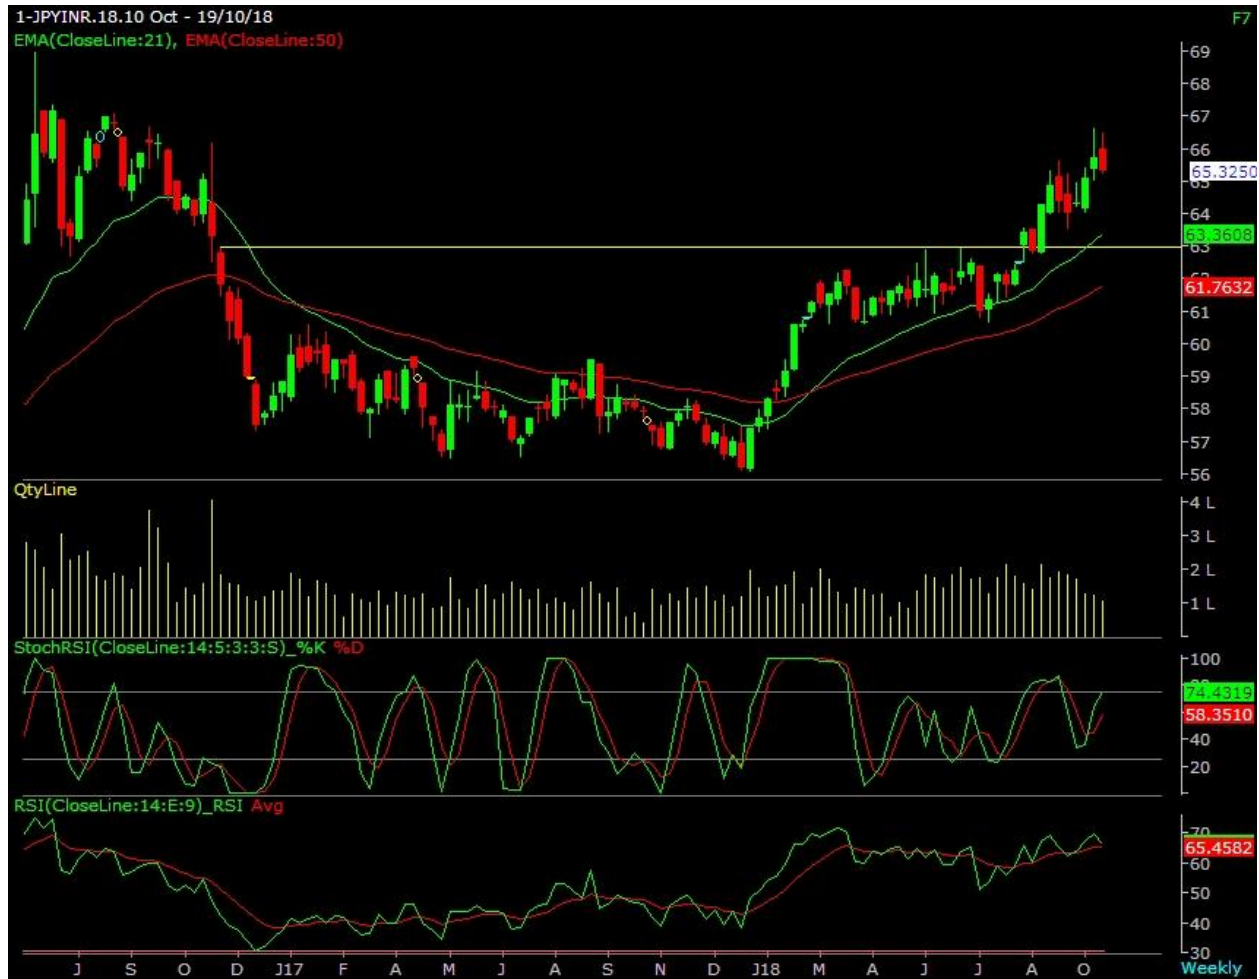 1-JPYINR.18.10 Oct - 19/10/18
F7
EMA(CloseLine:21), EMA(CloseLine:50)
69
68
67
66
65.3250
65
64
63.3608
63
61.7632
61
60
59
58
57
56
QtyLine
4 L
3 L
2 L
1 L
StochRSI(CloseLine:14:5:3:3:S)_%K %D
100
74.4319
58.3510
40
20
RSI(CloseLine:14:E:9)_RSI Avg
70
65.4582
60
50
40
30
J S O D J17 F A M J A S N D J18 M A J J A O
Weekly